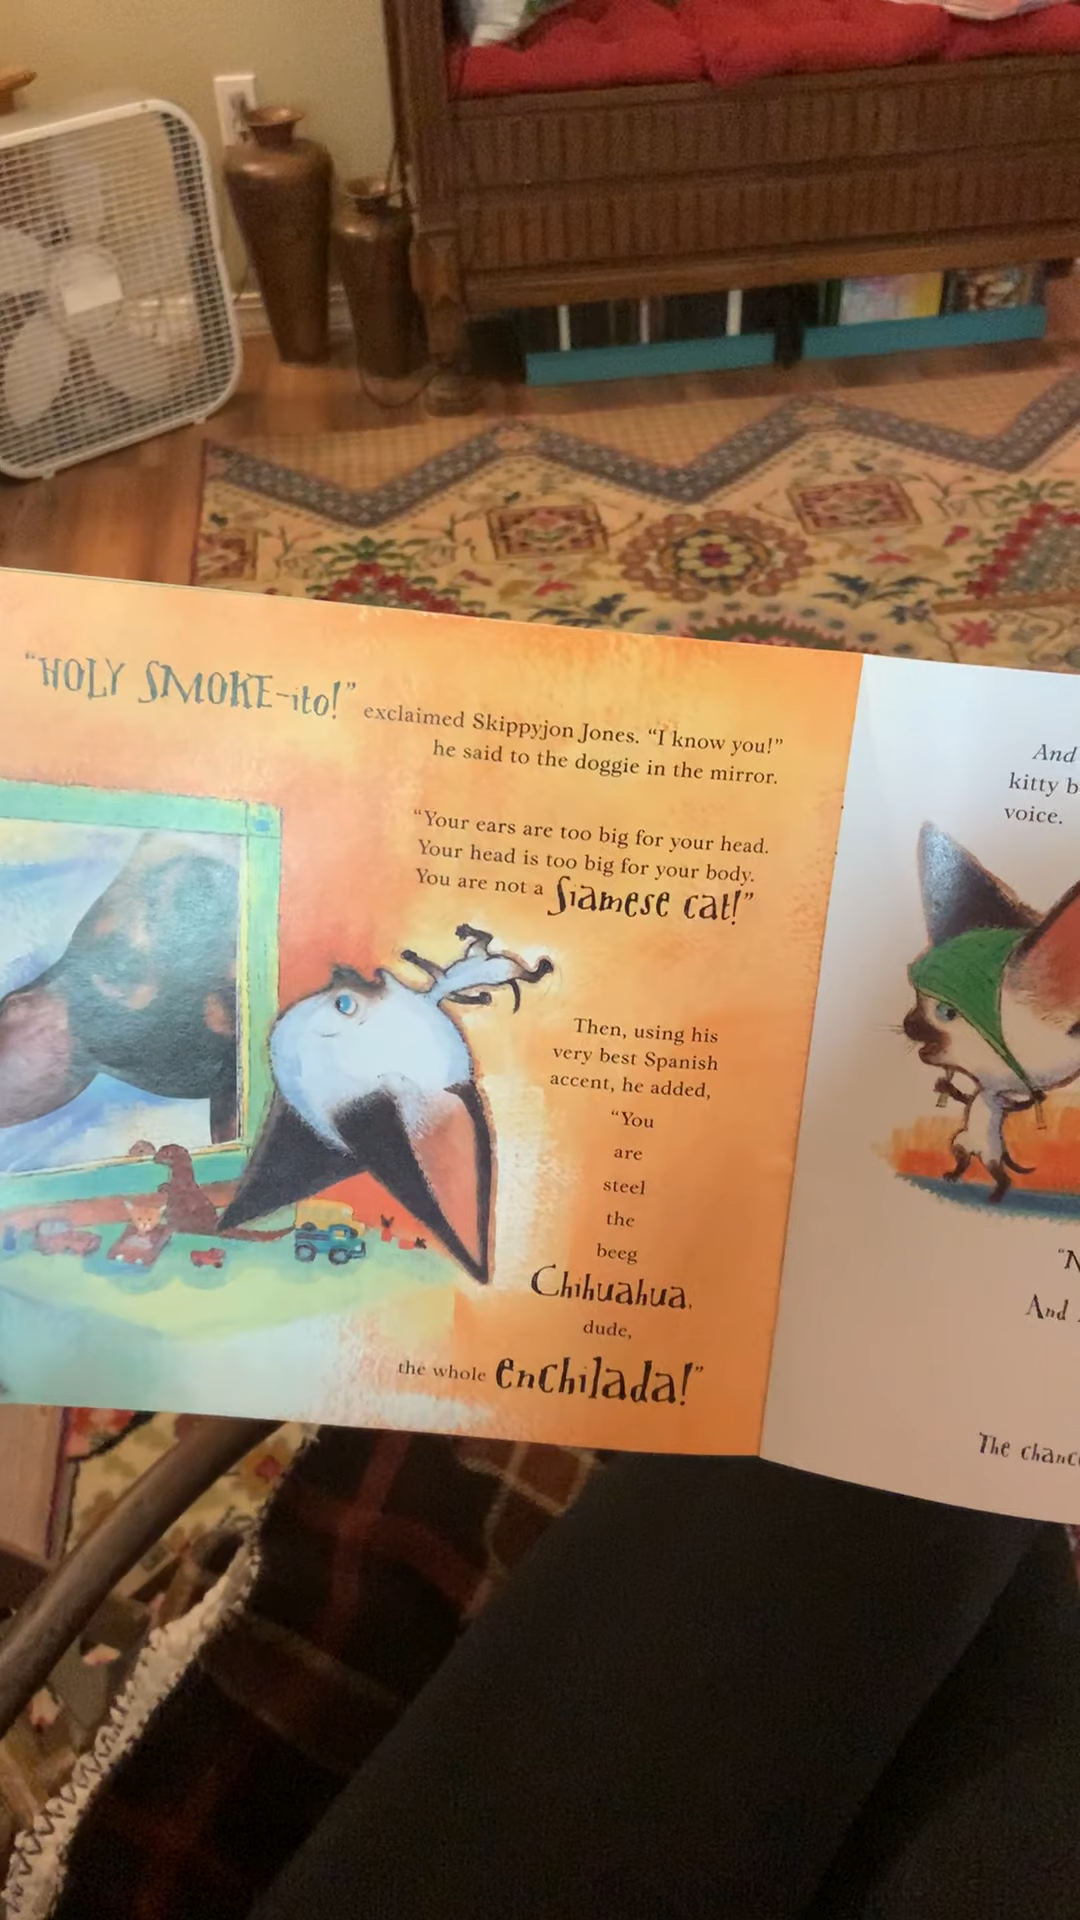 "HOLY SMOKE-ito!" exclaimed Skippyjon Jones. "I know you!"
he said to the doggie in the mirror.
"Your ears are too big for your head.
Your head is too big for your body.
You are not a Siamese cat!"
Then, using his
very best Spanish
accent, he added,
"You
are
steel
the
beeg
Chihuahua,
dude,
the whole enchilada!"
And
kitty
voice.
And
The